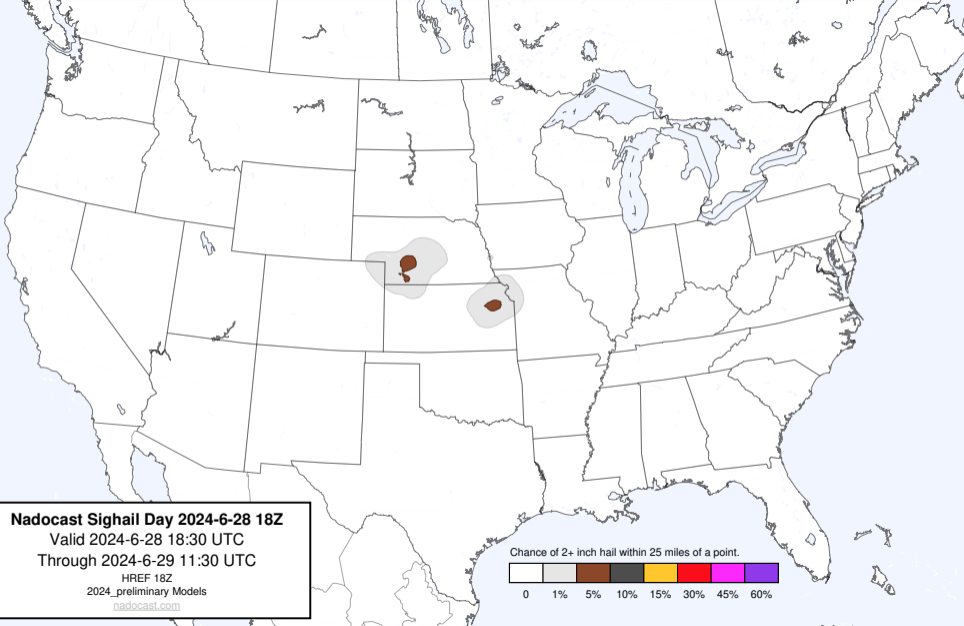 Nadocast Sighail Day 2024-6-28 18Z
Valid 2024-6-28 18:30 UTC
Through 2024-6-29 11:30 UTC
HREF 18Z
2024_preliminary Models
nadocast.com
Chance of 2+ inch hail within 25 miles of a point.
0 1% 5% 10% 15% 30% 45% 60%